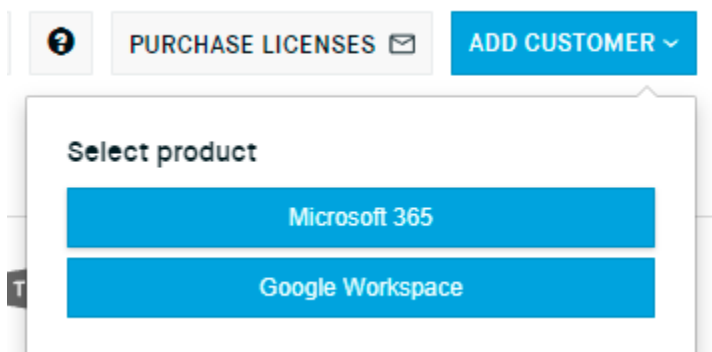 ? PURCHASE LICENSES ADD CUSTOMER
Select product
Microsoft 365
Google Workspace
T